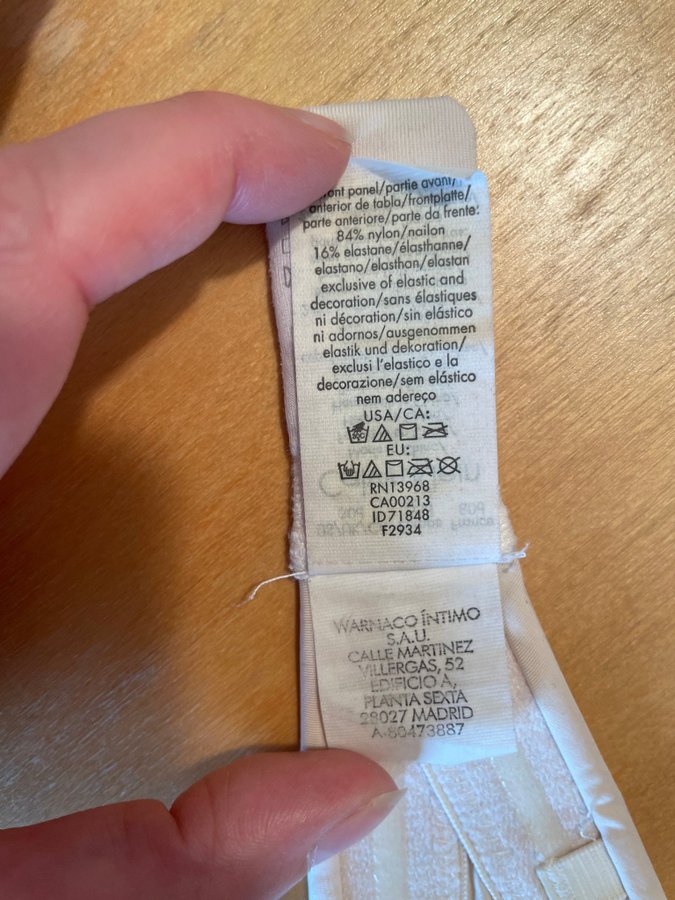 front panel/partie avant/
anterior de tabla/frontplatte/
parte anteriore/parte da frente:
84% nylon/nailon
16% elastane/élasthanne/
elastano/elasthan/elastan
exclusive of elastic and
decoration/sans élastiques
ni décoration/sin elástico
ni adornos/ausgenommen
elastik und dekoration/
exclusi l'elastico e la
decorazione/sem elástico
nem adereço
USA/CA:
EU:
RN13968
CA00213
ID71848
F2934
WARNACO ÍNTIMO
S.A.U.
CALLE MARTINEZ
VILLERGAS, 52
EDIFICIO A,
PLANTA SEXTA
28027 MADRID
A-80473887